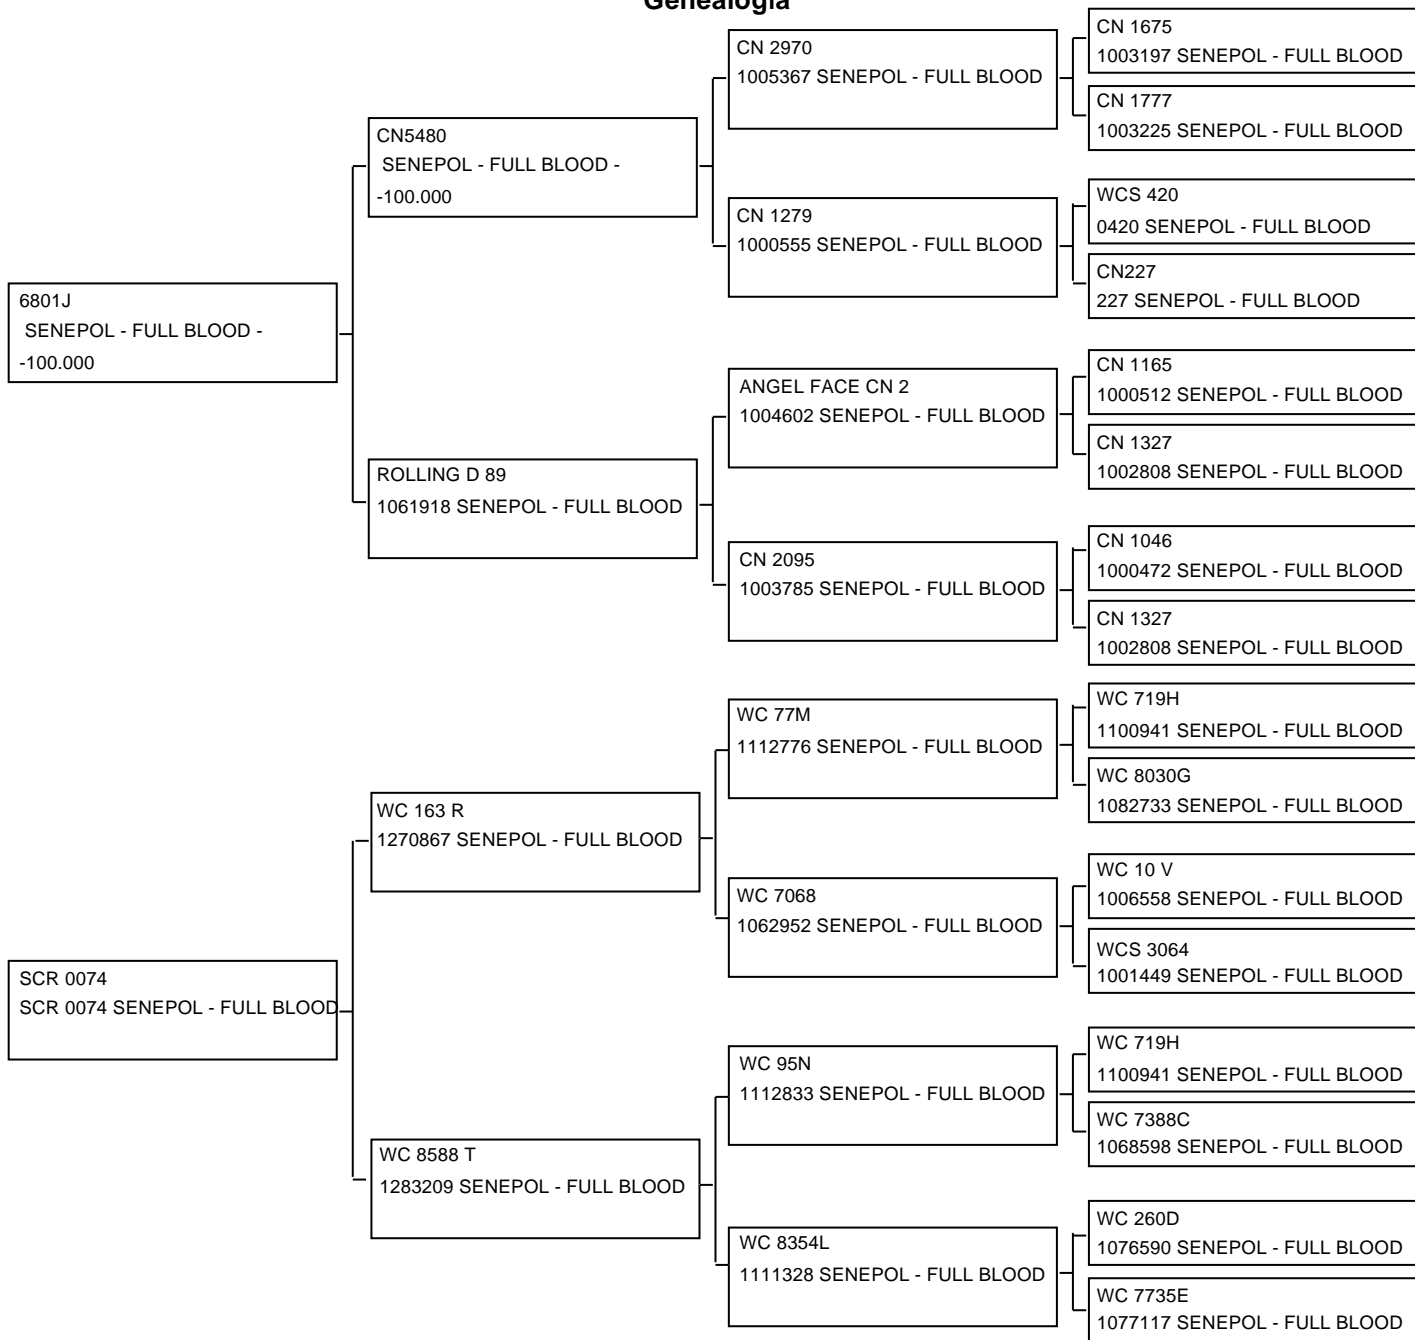 Genealogia
6801J
SENEPOL - FULL BLOOD -
-100.000
CN5480
SENEPOL - FULL BLOOD -
-100.000
ROLLING D 89
1061918 SENEPOL - FULL BLOOD
CN 2970
1005367 SENEPOL - FULL BLOOD
CN 1279
1000555 SENEPOL - FULL BLOOD
ANGEL FACE CN 2
1004602 SENEPOL - FULL BLOOD
CN 2095
1003785 SENEPOL - FULL BLOOD
CN 1675
1003197 SENEPOL - FULL BLOOD
CN 1777
1003225 SENEPOL - FULL BLOOD
WCS 420
0420 SENEPOL - FULL BLOOD
CN227
227 SENEPOL - FULL BLOOD
CN 1165
1000512 SENEPOL - FULL BLOOD
CN 1327
1002808 SENEPOL - FULL BLOOD
CN 1046
1000472 SENEPOL - FULL BLOOD
CN 1327
1002808 SENEPOL - FULL BLOOD
SCR 0074
SCR 0074 SENEPOL - FULL BLOOD
WC 163 R
1270867 SENEPOL - FULL BLOOD
WC 8588 T
1283209 SENEPOL - FULL BLOOD
WC 77M
1112776 SENEPOL - FULL BLOOD
WC 7068
1062952 SENEPOL - FULL BLOOD
WC 95N
1112833 SENEPOL - FULL BLOOD
WC 8354L
1111328 SENEPOL - FULL BLOOD
WC 719H
1100941 SENEPOL - FULL BLOOD
WC 8030G
1082733 SENEPOL - FULL BLOOD
WC 10 V
1006558 SENEPOL - FULL BLOOD
WCS 3064
1001449 SENEPOL - FULL BLOOD
WC 719H
1100941 SENEPOL - FULL BLOOD
WC 7388C
1068598 SENEPOL - FULL BLOOD
WC 260D
1076590 SENEPOL - FULL BLOOD
WC 7735E
1077117 SENEPOL - FULL BLOOD